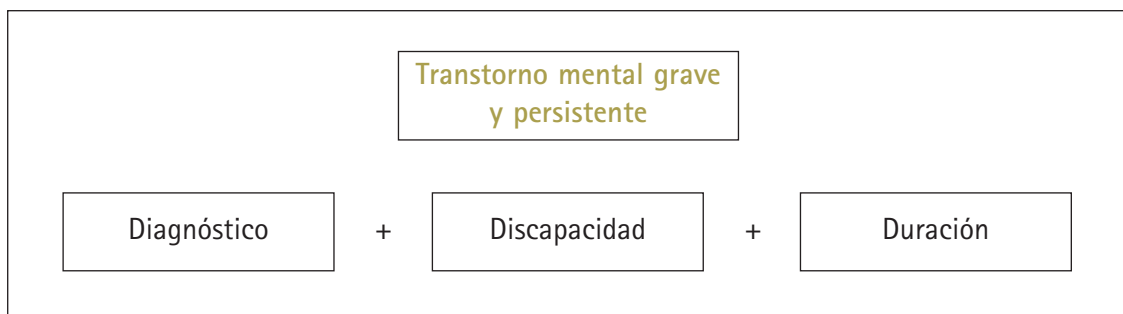 Transtorno mental grave
y persistente
Diagnóstico + Discapacidad + Duración